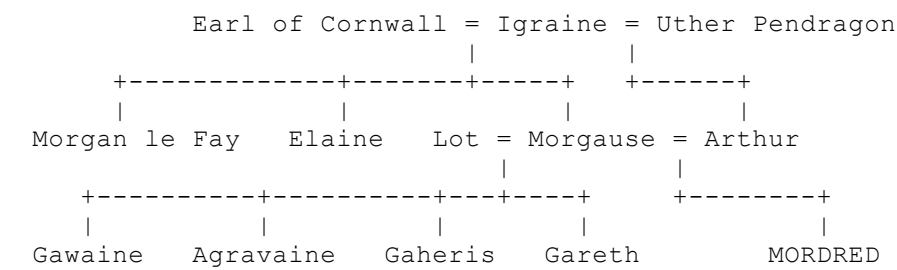 Earl of Cornwall = Igraine = Uther Pendragon
Morgan le Fay Elaine Lot = Morgause = Arthur
Gawaine Agravaine Gaheris Gareth MORDRED